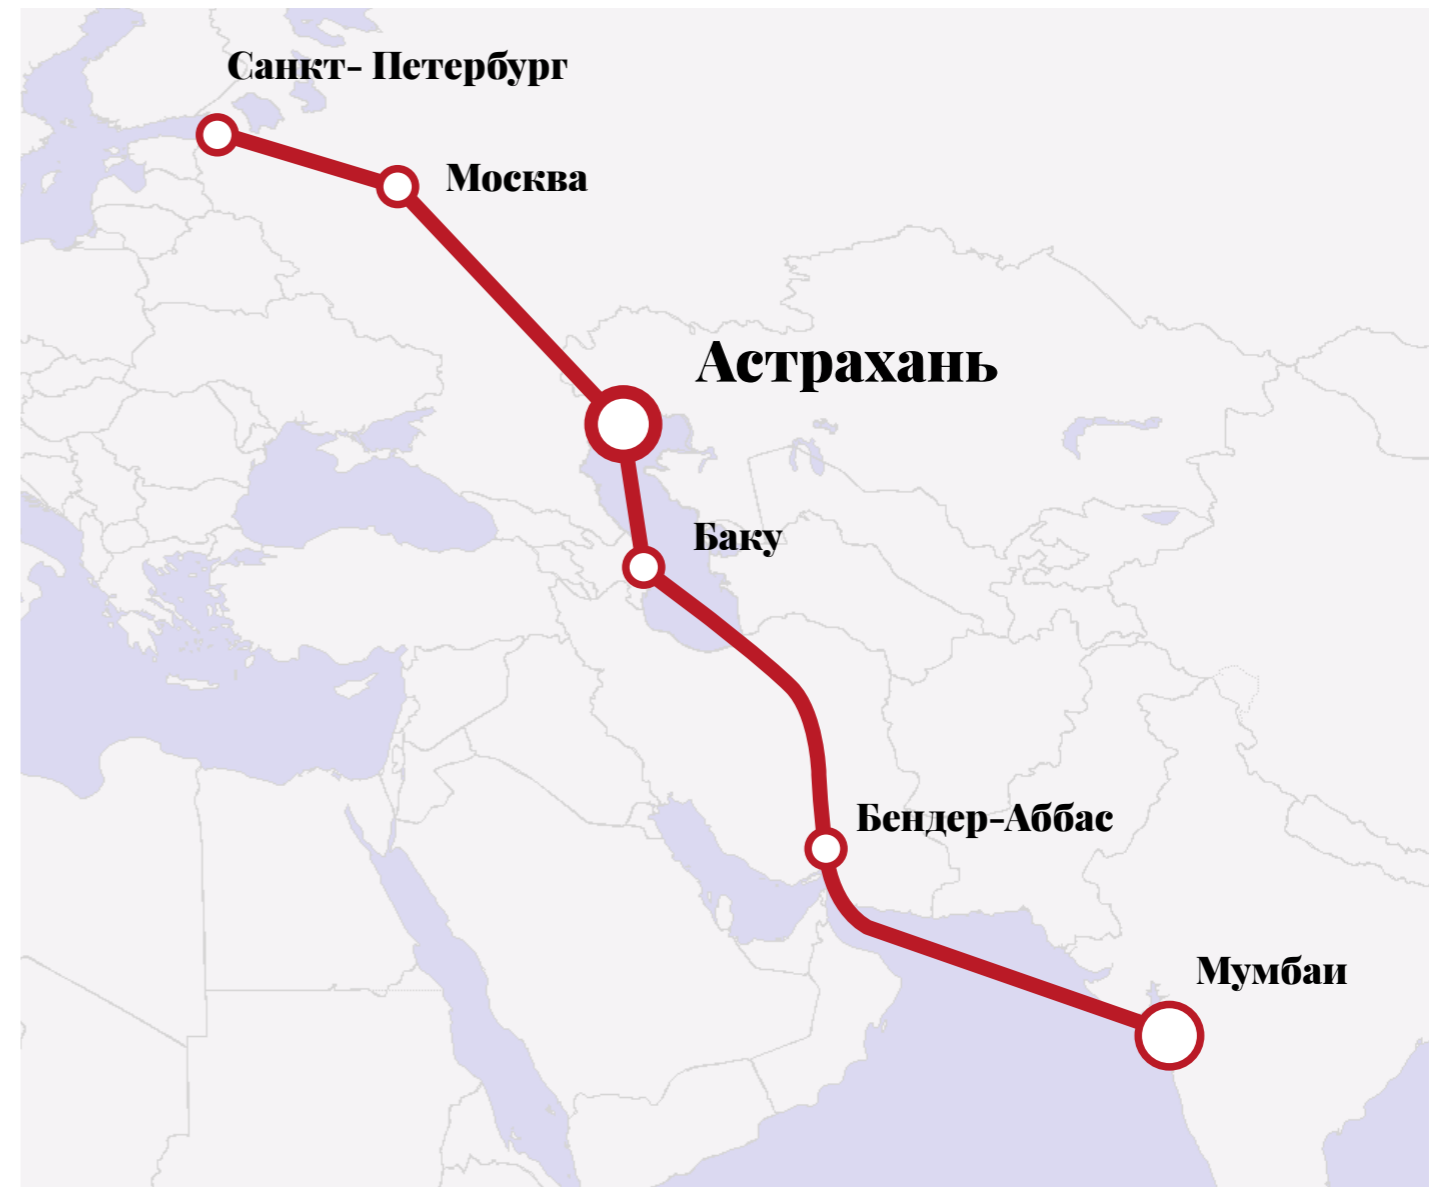 Санкт- Петербург
Москва
Астрахань
Баку
Бендер-Аббас
Мумбаи